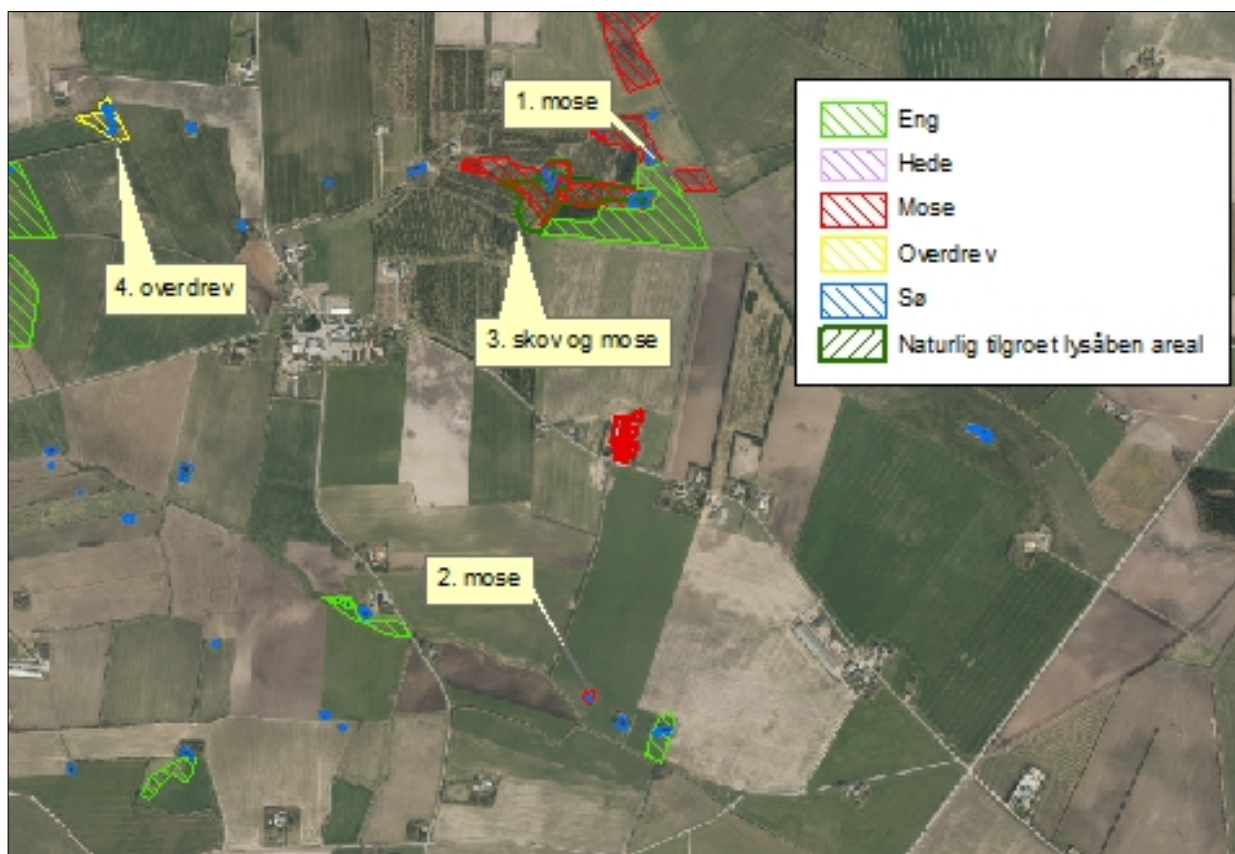 1. mose
Eng
Hede
Mose
Overdrev
Sø
Naturlig tilgroet lysåben areal
4. overdrev
3. skov og mose
2. mose